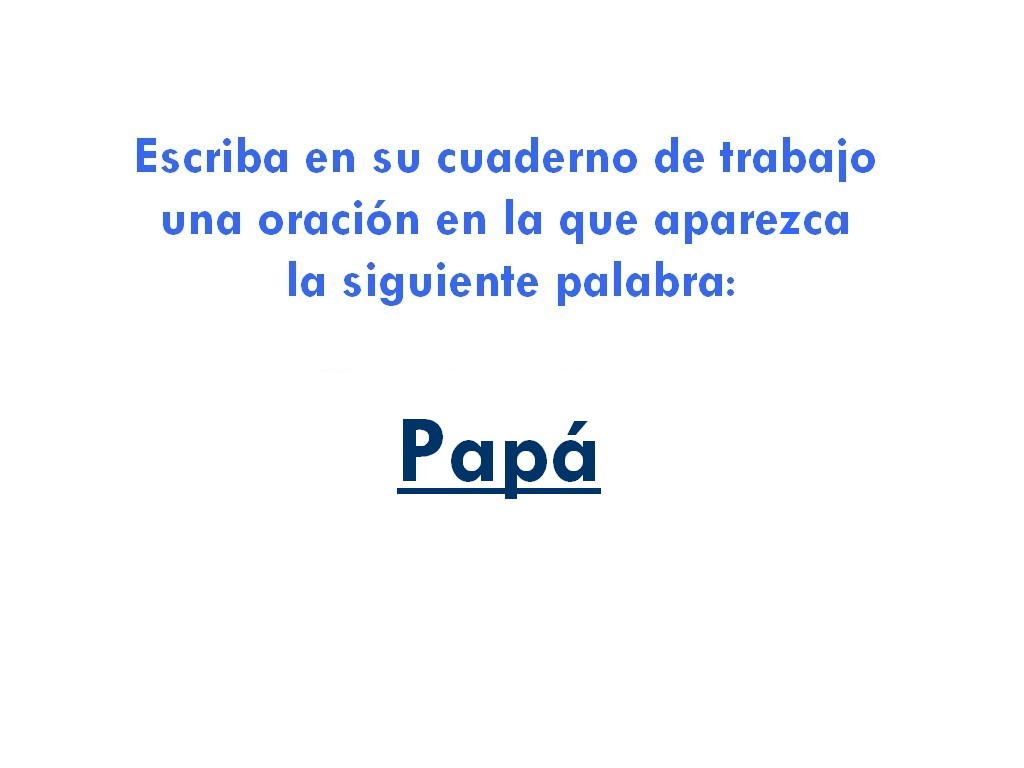 Escriba en su cuaderno de trabajo
una oración en la que aparezca
la siguiente palabra:
Papá